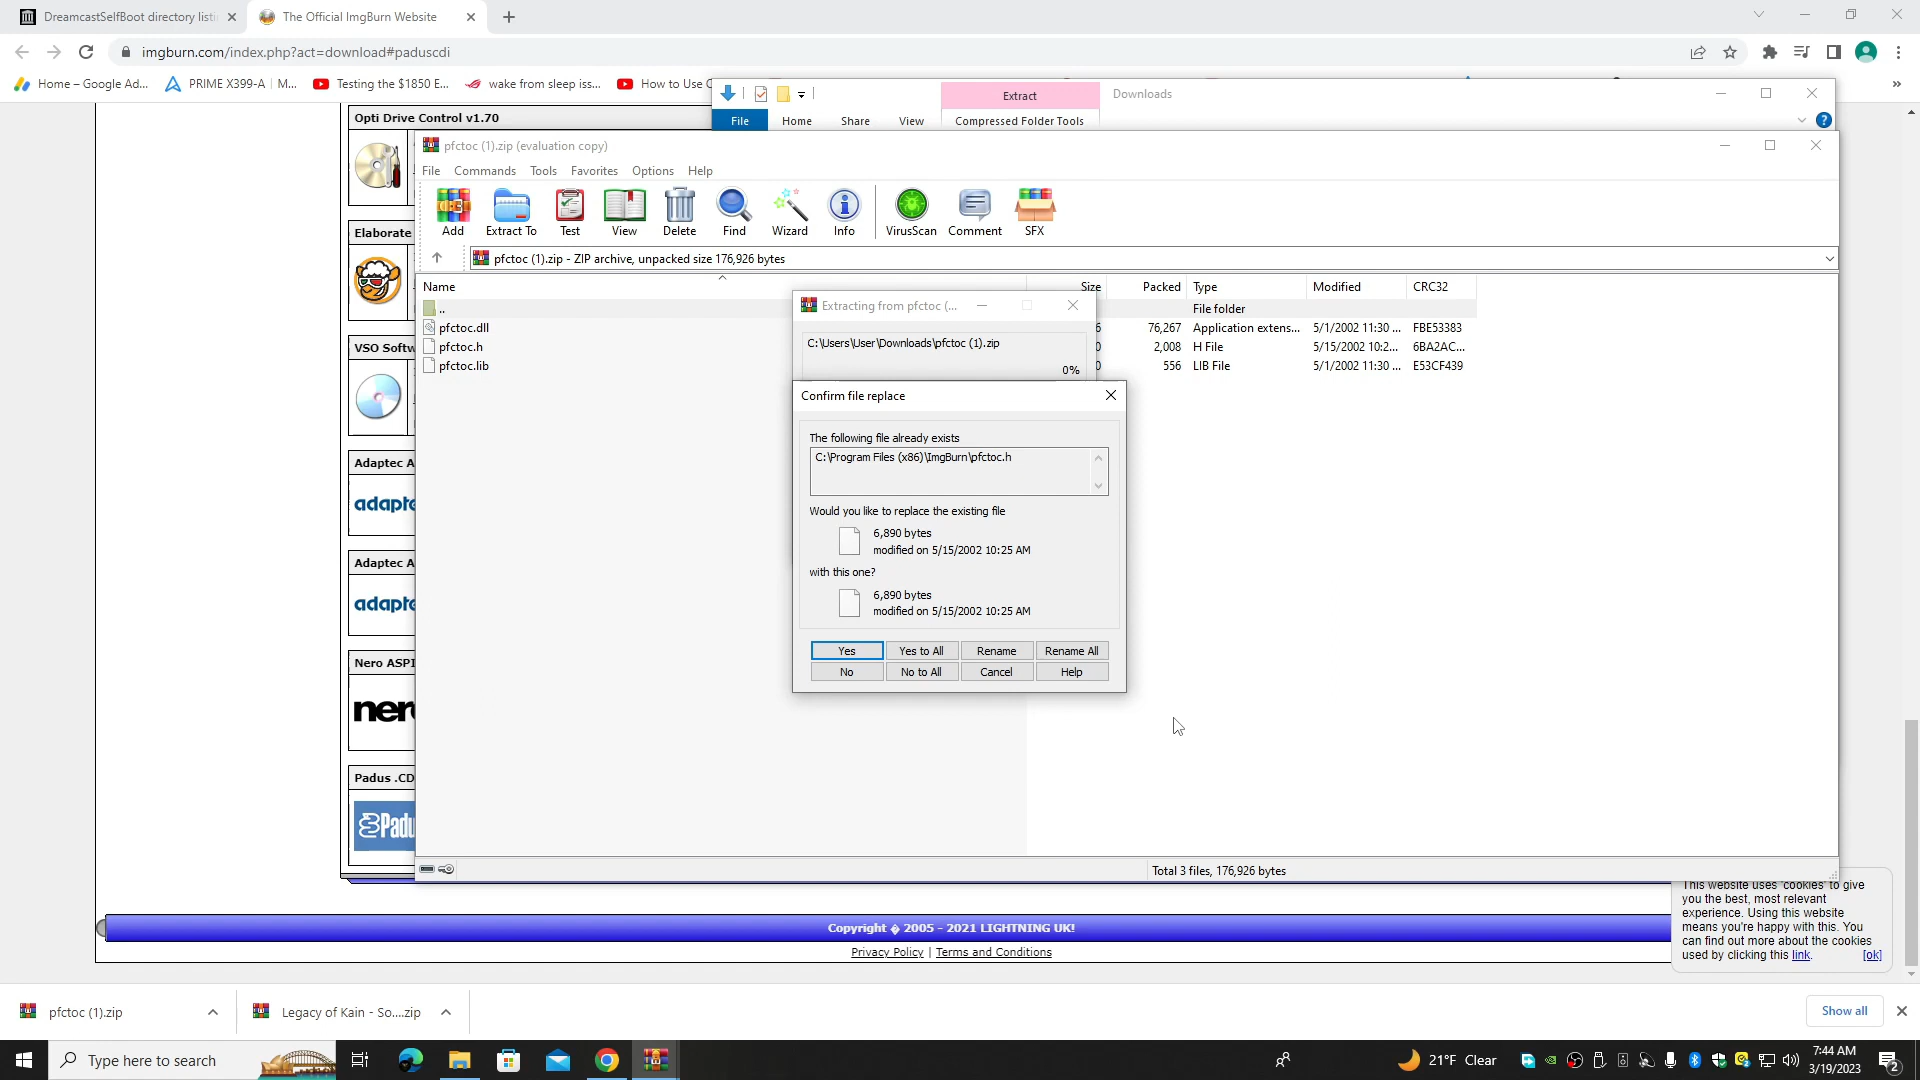 DreamcastSelfBoot directory listi
The Official ImgBurn Website
imgburn.com/index.php?act=download#paduscdi
Home – Google Ad...
PRIME X399-A | M...
Testing the $1850 E...
wake from sleep iss...
How to Use C
»
Extract
Downloads
File
Home
Share
View
Compressed Folder Tools
Opti Drive Control v1.70
pfctoc (1).zip (evaluation copy)
File
Commands
Tools
Favorites
Options
Help
Add
Extract To
Test
View
Delete
Find
Wizard
Info
VirusScan
Comment
SFX
Elaborate
pfctoc (1).zip - ZIP archive, unpacked size 176,926 bytes
Name
Size
Packed
Type
Modified
CRC32
..
File folder
pfctoc.dll
6
76,267
Application extens...
5/1/2002 11:30 ...
FBE53383
pfctoc.h
0
2,008
H File
5/15/2002 10:2...
6BA2AC...
pfctoc.lib
0
556
LIB File
5/1/2002 11:30 ...
E53CF439
Extracting from pfctoc (...
C:\Users\User\Downloads\pfctoc (1).zip
0%
Confirm file replace
The following file already exists
C:\Program Files (x86)\ImgBurn\pfctoc.h
Would you like to replace the existing file
6,890 bytes
modified on 5/15/2002 10:25 AM
with this one?
6,890 bytes
modified on 5/15/2002 10:25 AM
Yes
Yes to All
Rename
Rename All
No
No to All
Cancel
Help
VSO Softw
Adaptec A
adapte
Adaptec A
adapte
Nero ASPI
nero
Padus .CD
Padu
Total 3 files, 176,926 bytes
This website uses 'cookies' to give
you the best, most relevant
experience. Using this website
means you're happy with this. You
can find out more about the cookies
used by clicking this link.
[ok]
Copyright � 2005 - 2021 LIGHTNING UK!
Privacy Policy | Terms and Conditions
pfctoc (1).zip
Legacy of Kain - So....zip
Show all
Type here to search
21°F Clear
7:44 AM
3/19/2023
2